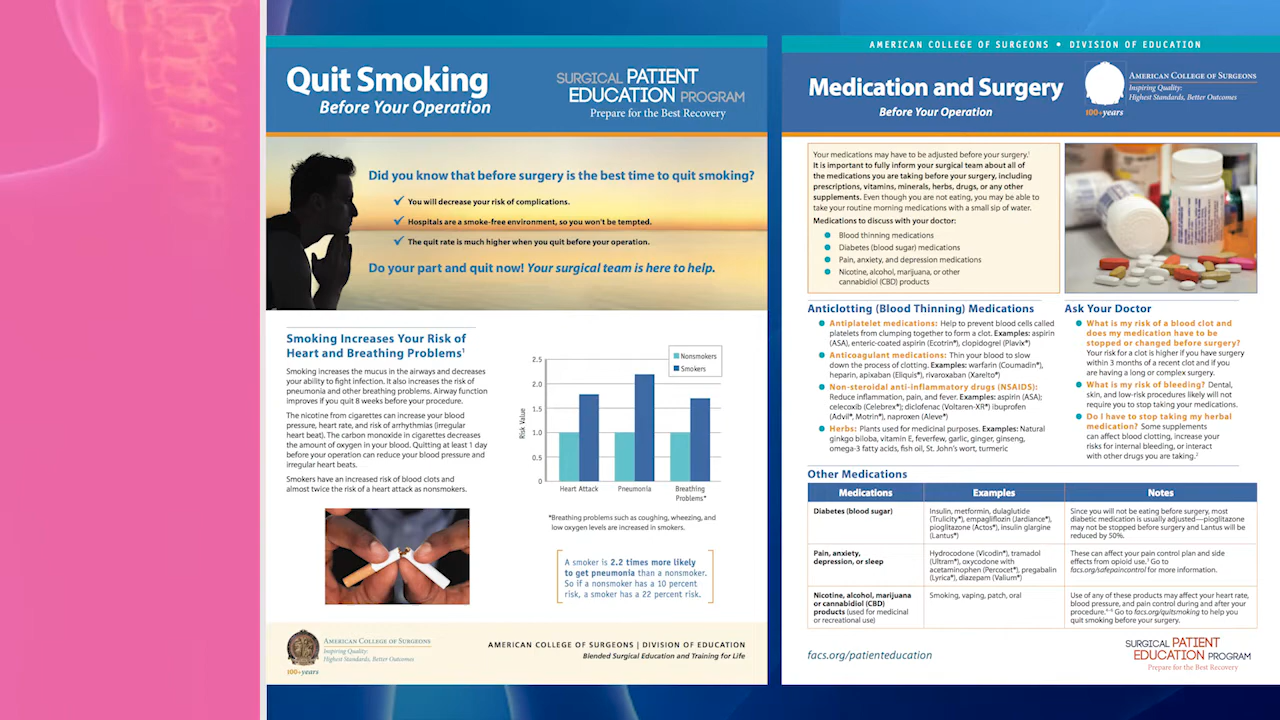 Quit Smoking
Before Your Operation
SURGICAL PATIENT
EDUCATION PROGRAM
Prepare for the Best Recovery
Did you know that before surgery is the best time to quit smoking?
You will decrease your risk of complications.
Hospitals are a smoke-free environment, so you won't be tempted.
The quit rate is much higher when you quit before your operation.
Do your part and quit now! Your surgical team is here to help.
Smoking Increases Your Risk of
Heart and Breathing Problems¹
Smoking increases the mucus in the airways and decreases
your ability to fight infection. It also increases the risk of
pneumonia and other breathing problems. Airway function
improves if you quit 8 weeks before your procedure.
The nicotine from cigarettes can increase your blood
pressure, heart rate, and risk of arrhythmias (irregular
heart beat). The carbon monoxide in cigarettes decreases
the amount of oxygen in your blood. Quitting at least 1 day
before your operation can reduce your blood pressure and
irregular heart beats.
Smokers have an increased risk of blood clots and
almost twice the risk of a heart attack as nonsmokers.
Nonsmokers
Smokers
Risk Value
2.5
2.0
1.5
1.0
0.5
0
Heart Attack
Pneumonia
Breathing
Problems*
*Breathing problems such as coughing, wheezing, and
low oxygen levels are increased in smokers.
A smoker is 2.2 times more likely
to get pneumonia than a nonsmoker.
So if a nonsmoker has a 10 percent
risk, a smoker has a 22 percent risk.
AMERICAN COLLEGE OF SURGEONS
Inspiring Quality:
Highest Standards, Better Outcomes
100+years
AMERICAN COLLEGE OF SURGEONS | DIVISION OF EDUCATION
Blended Surgical Education and Training for Life
AMERICAN COLLEGE OF SURGEONS • DIVISION OF EDUCATION
Medication and Surgery
Before Your Operation
AMERICAN COLLEGE OF SURGEONS
Inspiring Quality:
Highest Standards, Better Outcomes
100+years
Your medications may have to be adjusted before your surgery.¹
It is important to fully inform your surgical team about all of
the medications you are taking before your surgery, including
prescriptions, vitamins, minerals, herbs, drugs, or any other
supplements. Even though you are not eating, you may be able to
take your routine morning medications with a small sip of water.
Medications to discuss with your doctor:
Blood thinning medications
Diabetes (blood sugar) medications
Pain, anxiety, and depression medications
Nicotine, alcohol, marijuana, or other
cannabidiol (CBD) products
Anticlotting (Blood Thinning) Medications
Antiplatelet medications: Help to prevent blood cells called
platelets from clumping together to form a clot. Examples: aspirin
(ASA), enteric-coated aspirin (Ecotrin®), clopidogrel (Plavix®)
Anticoagulant medications: Thin your blood to slow
down the process of clotting. Examples: warfarin (Coumadin®),
heparin, apixaban (Eliquis®), rivaroxaban (Xarelto®)
Non-steroidal anti-inflammatory drugs (NSAIDS):
Reduce inflammation, pain, and fever. Examples: aspirin (ASA);
celecoxib (Celebrex®); diclofenac (Voltaren-XR®) ibuprofen
(Advil®, Motrin®), naproxen (Aleve®)
Herbs: Plants used for medicinal purposes. Examples: Natural
ginkgo biloba, vitamin E, feverfew, garlic, ginger, ginseng,
omega-3 fatty acids, fish oil, St. John's wort, turmeric
Ask Your Doctor
What is my risk of a blood clot and
does my medication have to be
stopped or changed before surgery?
Your risk for a clot is higher if you have surgery
within 3 months of a recent clot and if you
are having a long or complex surgery.
What is my risk of bleeding? Dental,
skin, and low-risk procedures likely will not
require you to stop taking your medications.
Do I have to stop taking my herbal
medication? Some supplements
can affect blood clotting, increase your
risks for internal bleeding, or interact
with other drugs you are taking.²
Other Medications
Medications
Examples
Notes
Diabetes (blood sugar)
Insulin, metformin, dulaglutide
(Trulicity®), empagliflozin (Jardiance®),
pioglitazone (Actos®), insulin glargine
(Lantus®)
Since you will not be eating before surgery, most
diabetic medication is usually adjusted—pioglitazone
may not be stopped before surgery and Lantus will be
reduced by 50%.
Pain, anxiety,
depression, or sleep
Hydrocodone (Vicodin®), tramadol
(Ultram®), oxycodone with
acetaminophen (Percocet®), pregabalin
(Lyrica®), diazepam (Valium®)
These can affect your pain control plan and side
effects from opioid use.³ Go to
facs.org/safepaincontrol for more information.
Nicotine, alcohol, marijuana
or cannabidiol (CBD)
products (used for medicinal
or recreational use)
Smoking, vaping, patch, oral
Use of any of these products may affect your heart rate,
blood pressure, and pain control during and after your
procedure. Go to facs.org/quitsmoking to help you
quit smoking before your surgery.
facs.org/patienteducation
SURGICAL PATIENT
EDUCATION PROGRAM
Prepare for the Best Recovery